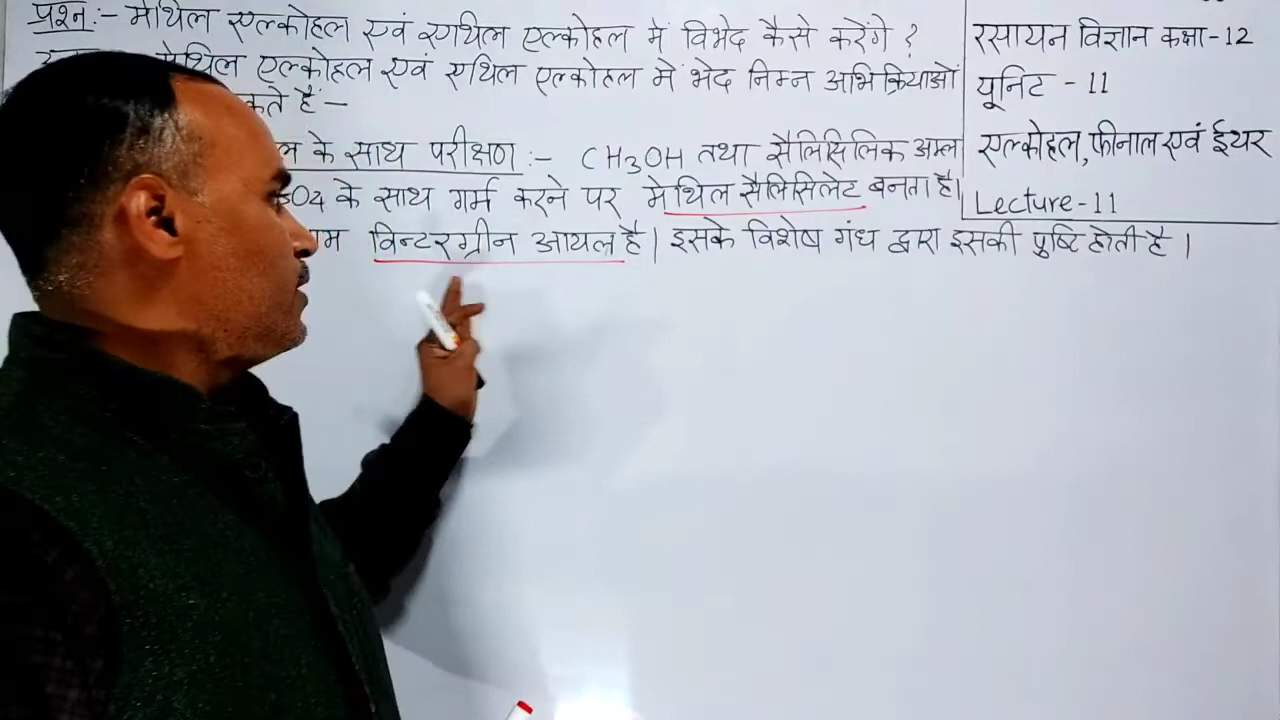 प्रश्न:- मेथिल एल्कोहल एवं एथिल एल्कोहल में विभेद कैसे करेंगे ?
मेथिल एल्कोहल एवं एथिल एल्कोहल में भेद निम्न अभिक्रियाओं
कते हैं -
ल के साथ परीक्षण :- CH3OH तथा सैलिसिलिक अम्ल
SO4 के साथ गर्म करने पर मेथिल सैलिसिलेट बनता है।
ाम विन्टरग्रीन आयल है। इसके विशेष गंध द्वारा इसकी पुष्टि होती है।
रसायन विज्ञान कक्षा-12
यूनिट - 11
एल्कोहल, फीनाल एवं ईथर
Lecture-11